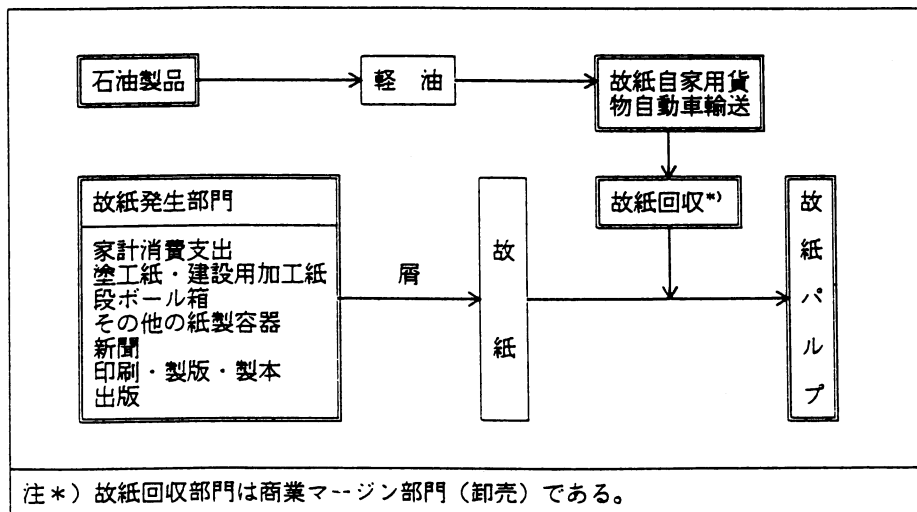 石油製品
軽 油
故紙自家用貨
物自動車輸送
故紙発生部門
家計消費支出
塗工紙・建設用加工紙
段ボール箱
その他の紙製容器
新聞
印刷・製版・製本
出版
屑
故紙
故紙回収*)
故紙パルプ
注*) 故紙回収部門は商業マージン部門(卸売)である。